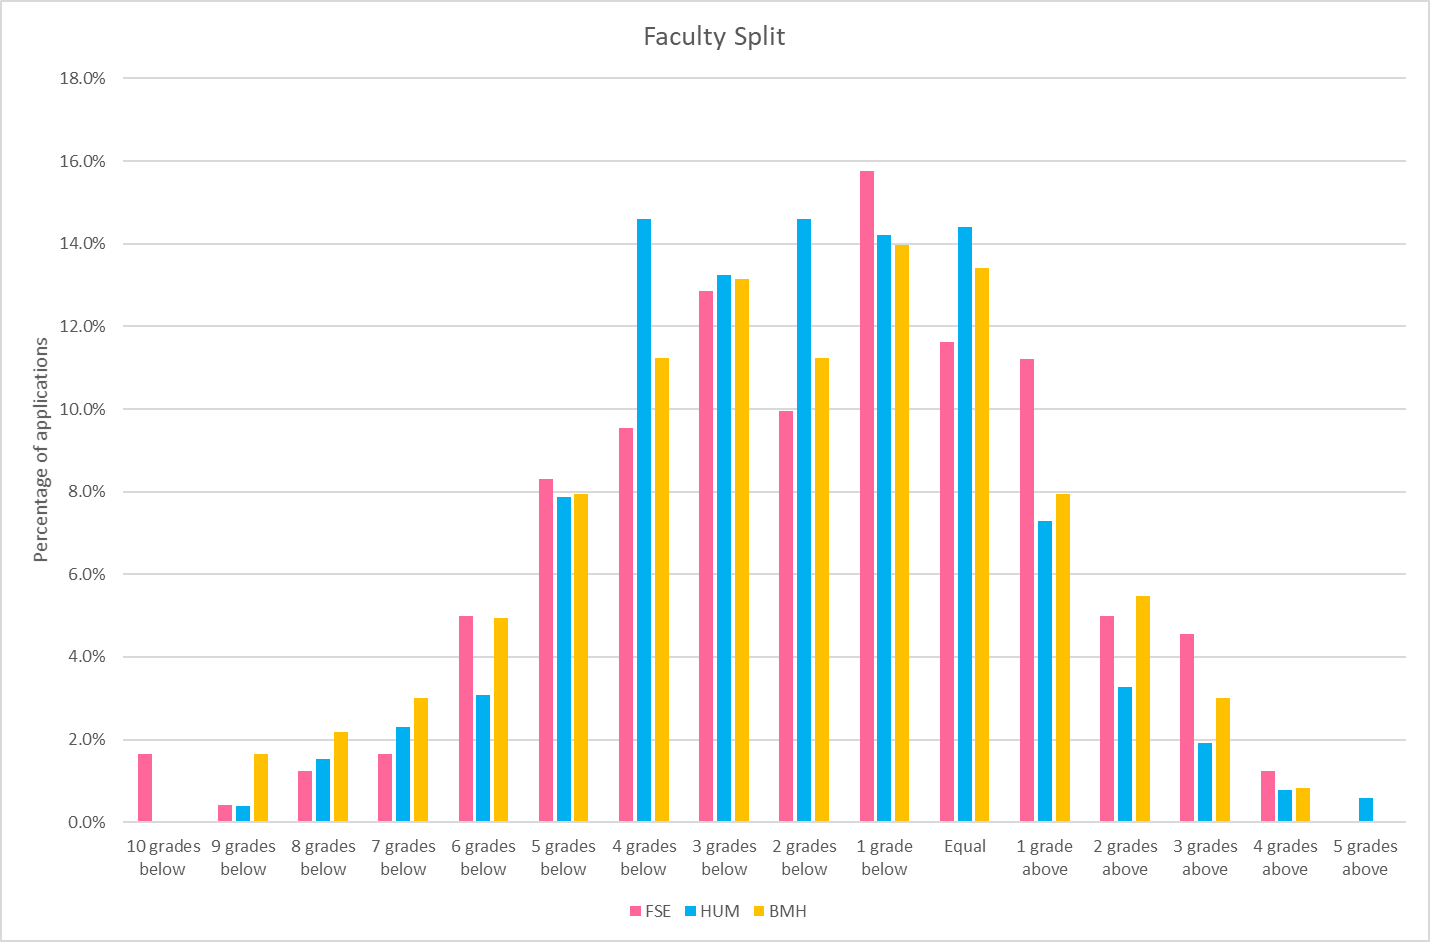 Faculty Split
18.0%
16.0%
14.0%
12.0%
10.0%
8.0%
6.0%
4.0%
2.0%
0.0%
Percentage of applications
10 grades below
9 grades below
8 grades below
7 grades below
6 grades below
5 grades below
4 grades below
3 grades below
2 grades below
1 grade below
Equal
1 grade above
2 grades above
3 grades above
4 grades above
5 grades above
FSE HUM BMH